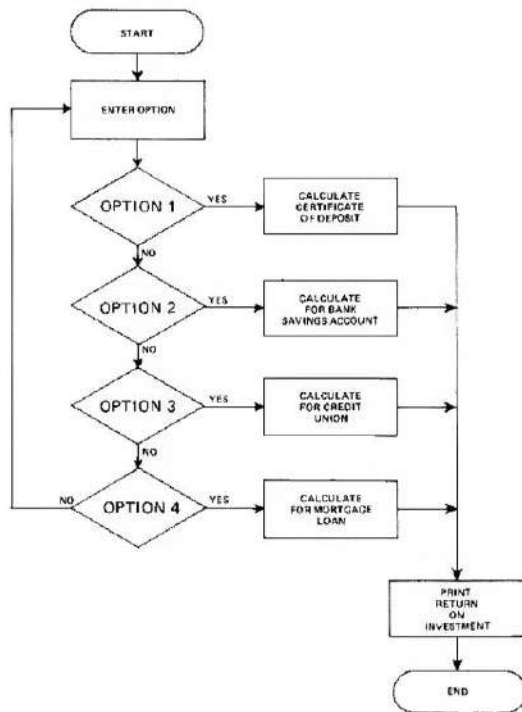 START
ENTER OPTION
OPTION 1
YES
CALCULATE
CERTIFICATE
OF DEPOSIT
NO
OPTION 2
YES
CALCULATE
FOR BANK
SAVINGS ACCOUNT
NO
OPTION 3
YES
CALCULATE
FOR CREDIT
UNION
NO
NO
OPTION 4
YES
CALCULATE
FOR MORTGAGE
LOAN
PRINT
RETURN
ON
INVESTMENT
END